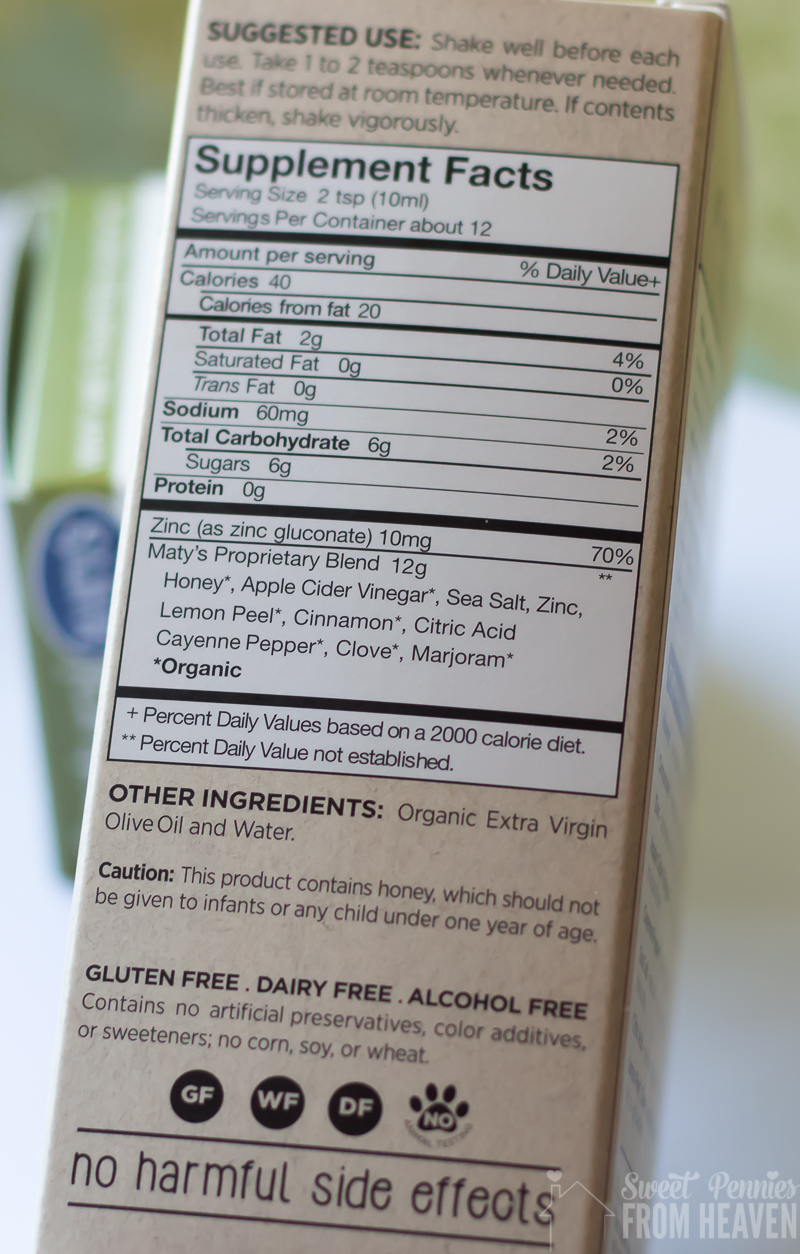 SUGGESTED USE: Shake well before each
use. Take 1 to 2 teaspoons whenever needed.
Best if stored at room temperature. If contents
thicken, shake vigorously.
Supplement Facts
Serving Size 2 tsp (10ml)
Servings Per Container about 12
Amount per serving % Daily Value+
Calories 40
Calories from fat 20
Total Fat 2g 4%
Saturated Fat 0g 0%
Trans Fat 0g
Sodium 60mg 2%
Total Carbohydrate 6g 2%
Sugars 6g
Protein 0g
Zinc (as zinc gluconate) 10mg 70%
Maty's Proprietary Blend 12g **
Honey*, Apple Cider Vinegar*, Sea Salt, Zinc,
Lemon Peel*, Cinnamon*, Citric Acid
Cayenne Pepper*, Clove*, Marjoram*
*Organic
+ Percent Daily Values based on a 2000 calorie diet.
** Percent Daily Value not established.
OTHER INGREDIENTS: Organic Extra Virgin
Olive Oil and Water.
Caution: This product contains honey, which should not
be given to infants or any child under one year of age.
GLUTEN FREE . DAIRY FREE . ALCOHOL FREE
Contains no artificial preservatives, color additives,
or sweeteners; no corn, soy, or wheat.
GF WF DF NO
ANIMAL TESTING
no harmful side effects
Sweet Pennies
FROM HEAVEN